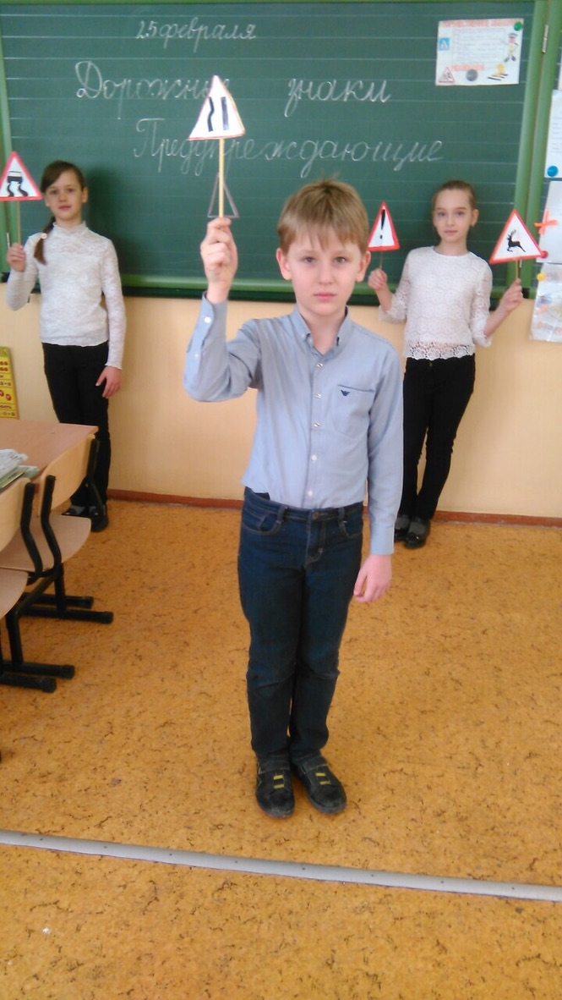 25 февраля
Дорожные знаки
Предупреждающие